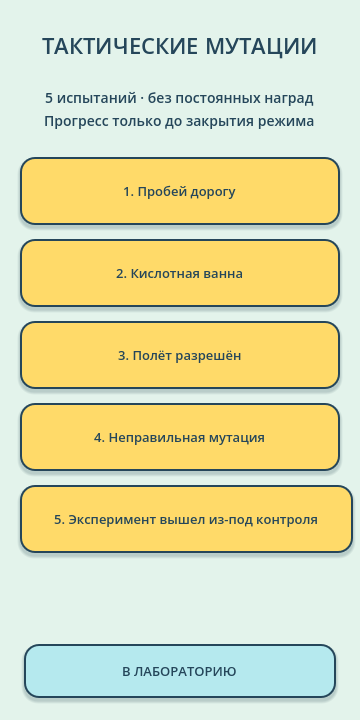 ТАКТИЧЕСКИЕ МУТАЦИИ
5 испытаний · без постоянных наград
Прогресс только до закрытия режима
1. Пробей дорогу
2. Кислотная ванна
3. Полёт разрешён
4. Неправильная мутация
5. Эксперимент вышел из-под контроля
В ЛАБОРАТОРИЮ